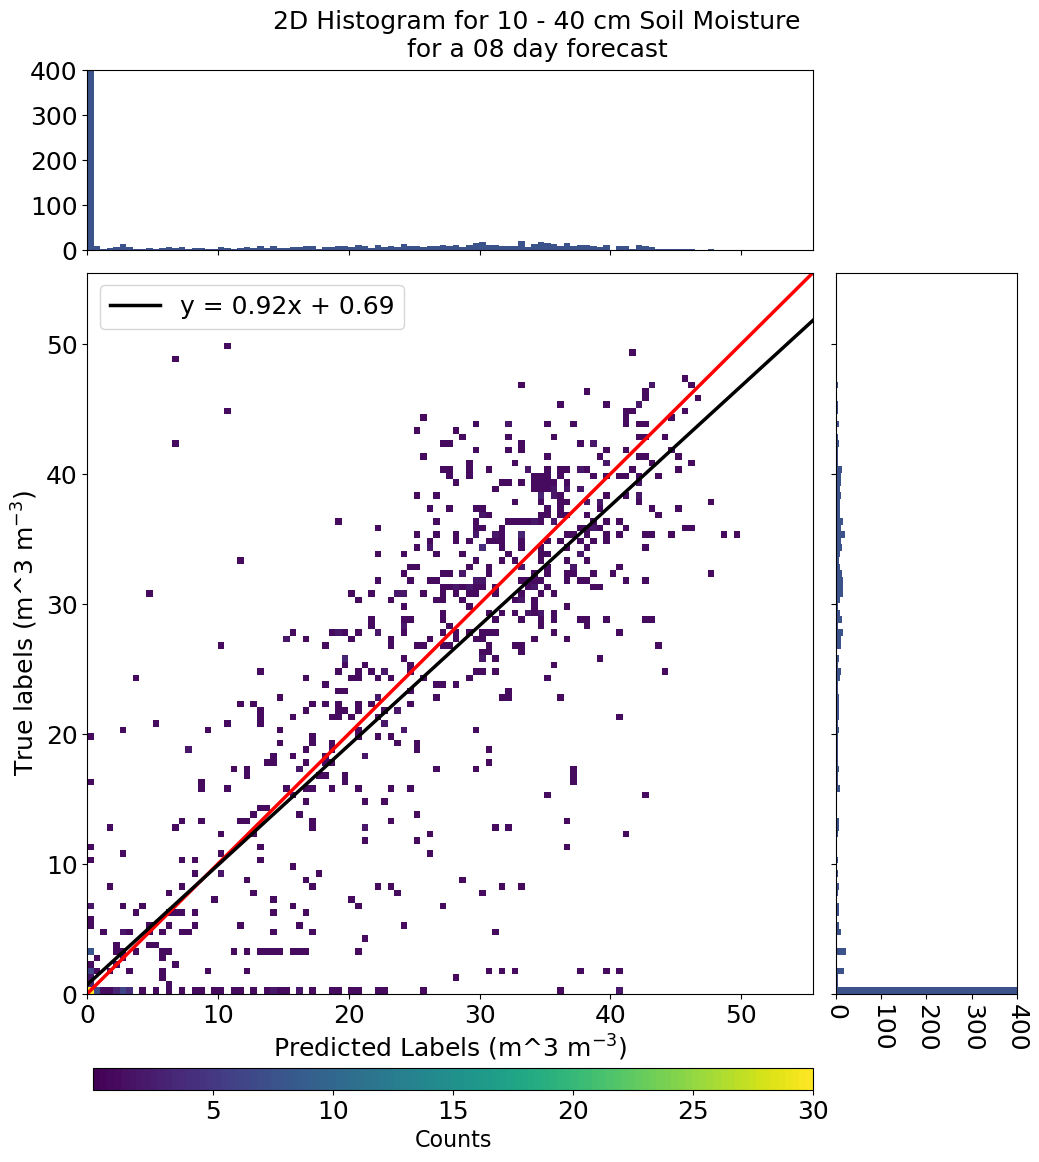 2D Histogram for 10 - 40 cm Soil Moisture
for a 08 day forecast
400
300
200
100
0
y = 0.92x + 0.69
50
40
30
20
10
0
True labels (m^3 m⁻³)
0 10 20 30 40 50
Predicted Labels (m^3 m⁻³)
0 100 200 300 400
5 10 15 20 25 30
Counts